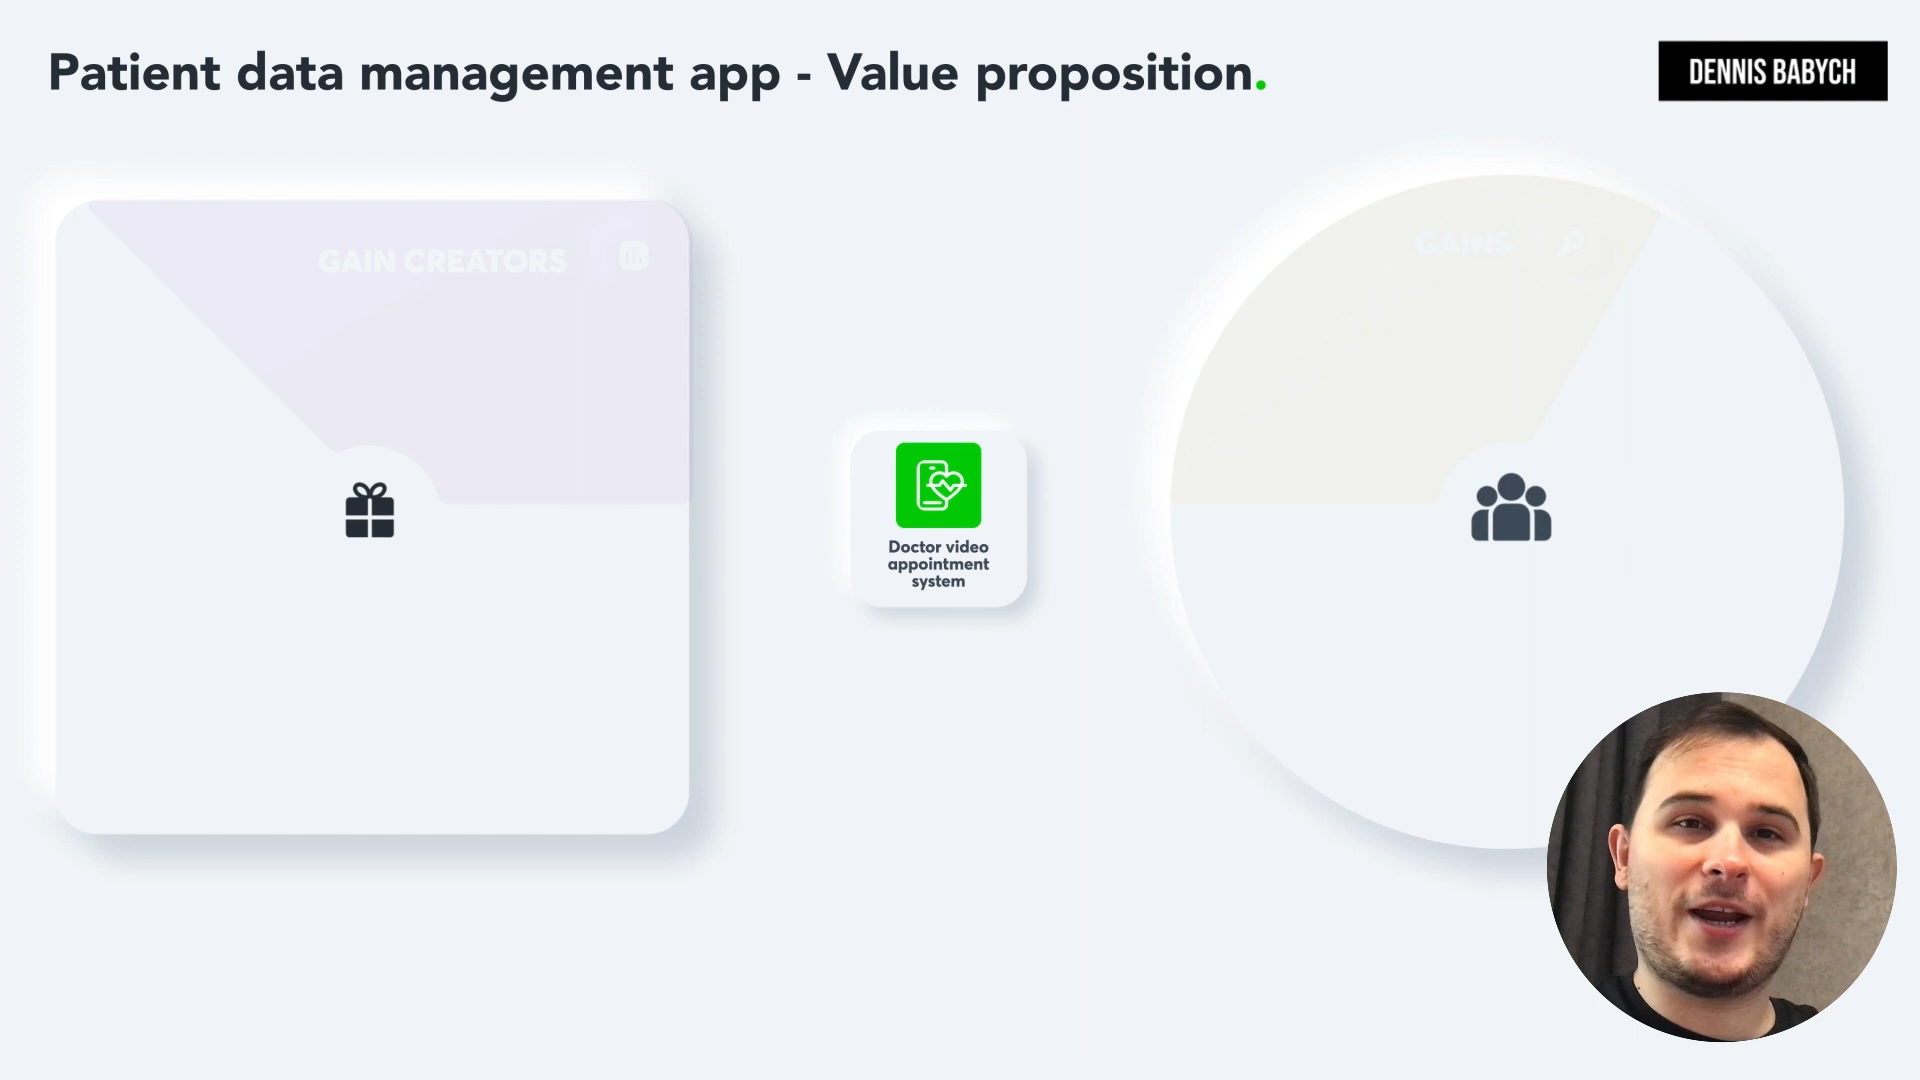 Patient data management app - Value proposition.
DENNIS BABYCH
GAIN CREATORS
GAINS
Doctor video
appointment
system